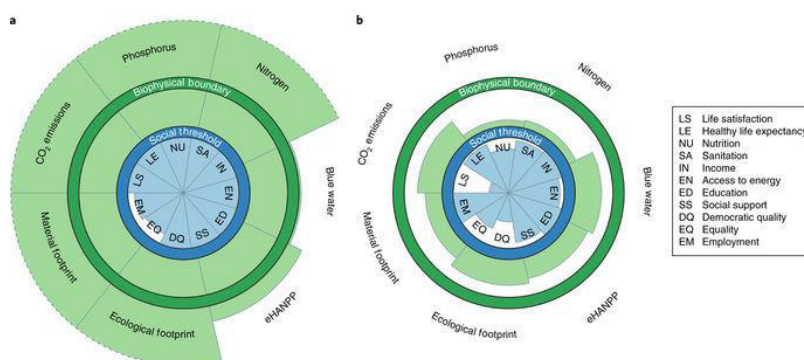 a
Phosphorus
Nitrogen
CO2 emissions
Biophysical boundary
Social threshold
LS
LE
NU
SA
IN
EN
ED
SS
DQ
EQ
EM
Blue water
Material footprint
Ecological footprint
eHANPP
b
Phosphorus
Nitrogen
CO2 emissions
Biophysical boundary
Social threshold
LS
LE
NU
SA
IN
EN
ED
SS
DQ
EQ
EM
Blue water
Material footprint
Ecological footprint
eHANPP
LS Life satisfaction
LE Healthy life expectancy
NU Nutrition
SA Sanitation
IN Income
EN Access to energy
ED Education
SS Social support
DQ Democratic quality
EQ Equality
EM Employment